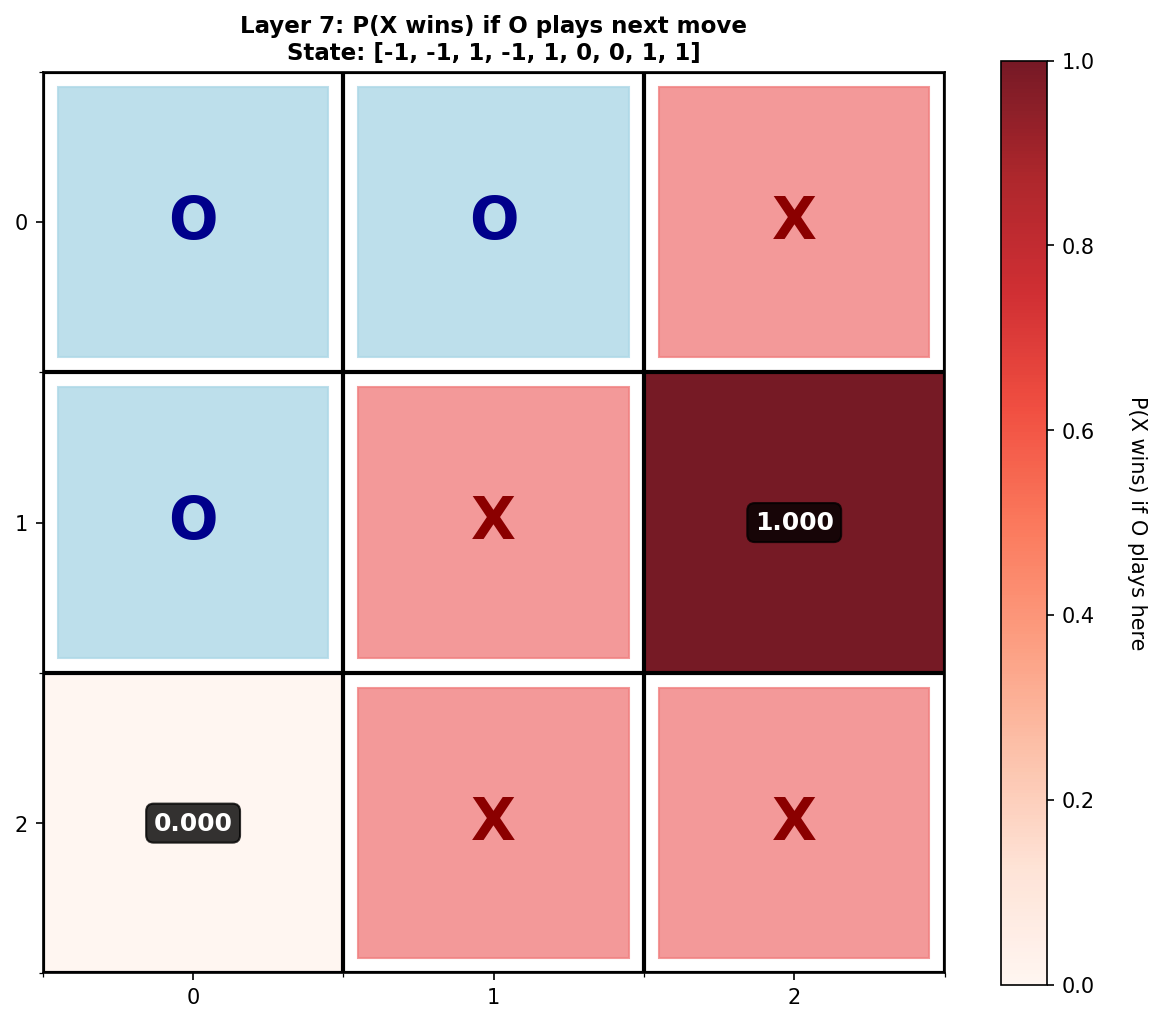 Layer 7: P(X wins) if O plays next move
State: [-1, -1, 1, -1, 1, 0, 0, 1, 1]
0
O
O
X
1
O
X
1.000
2
0.000
X
X
0
1
2
1.0
0.8
0.6
0.4
0.2
0.0
P(X wins) if O plays here